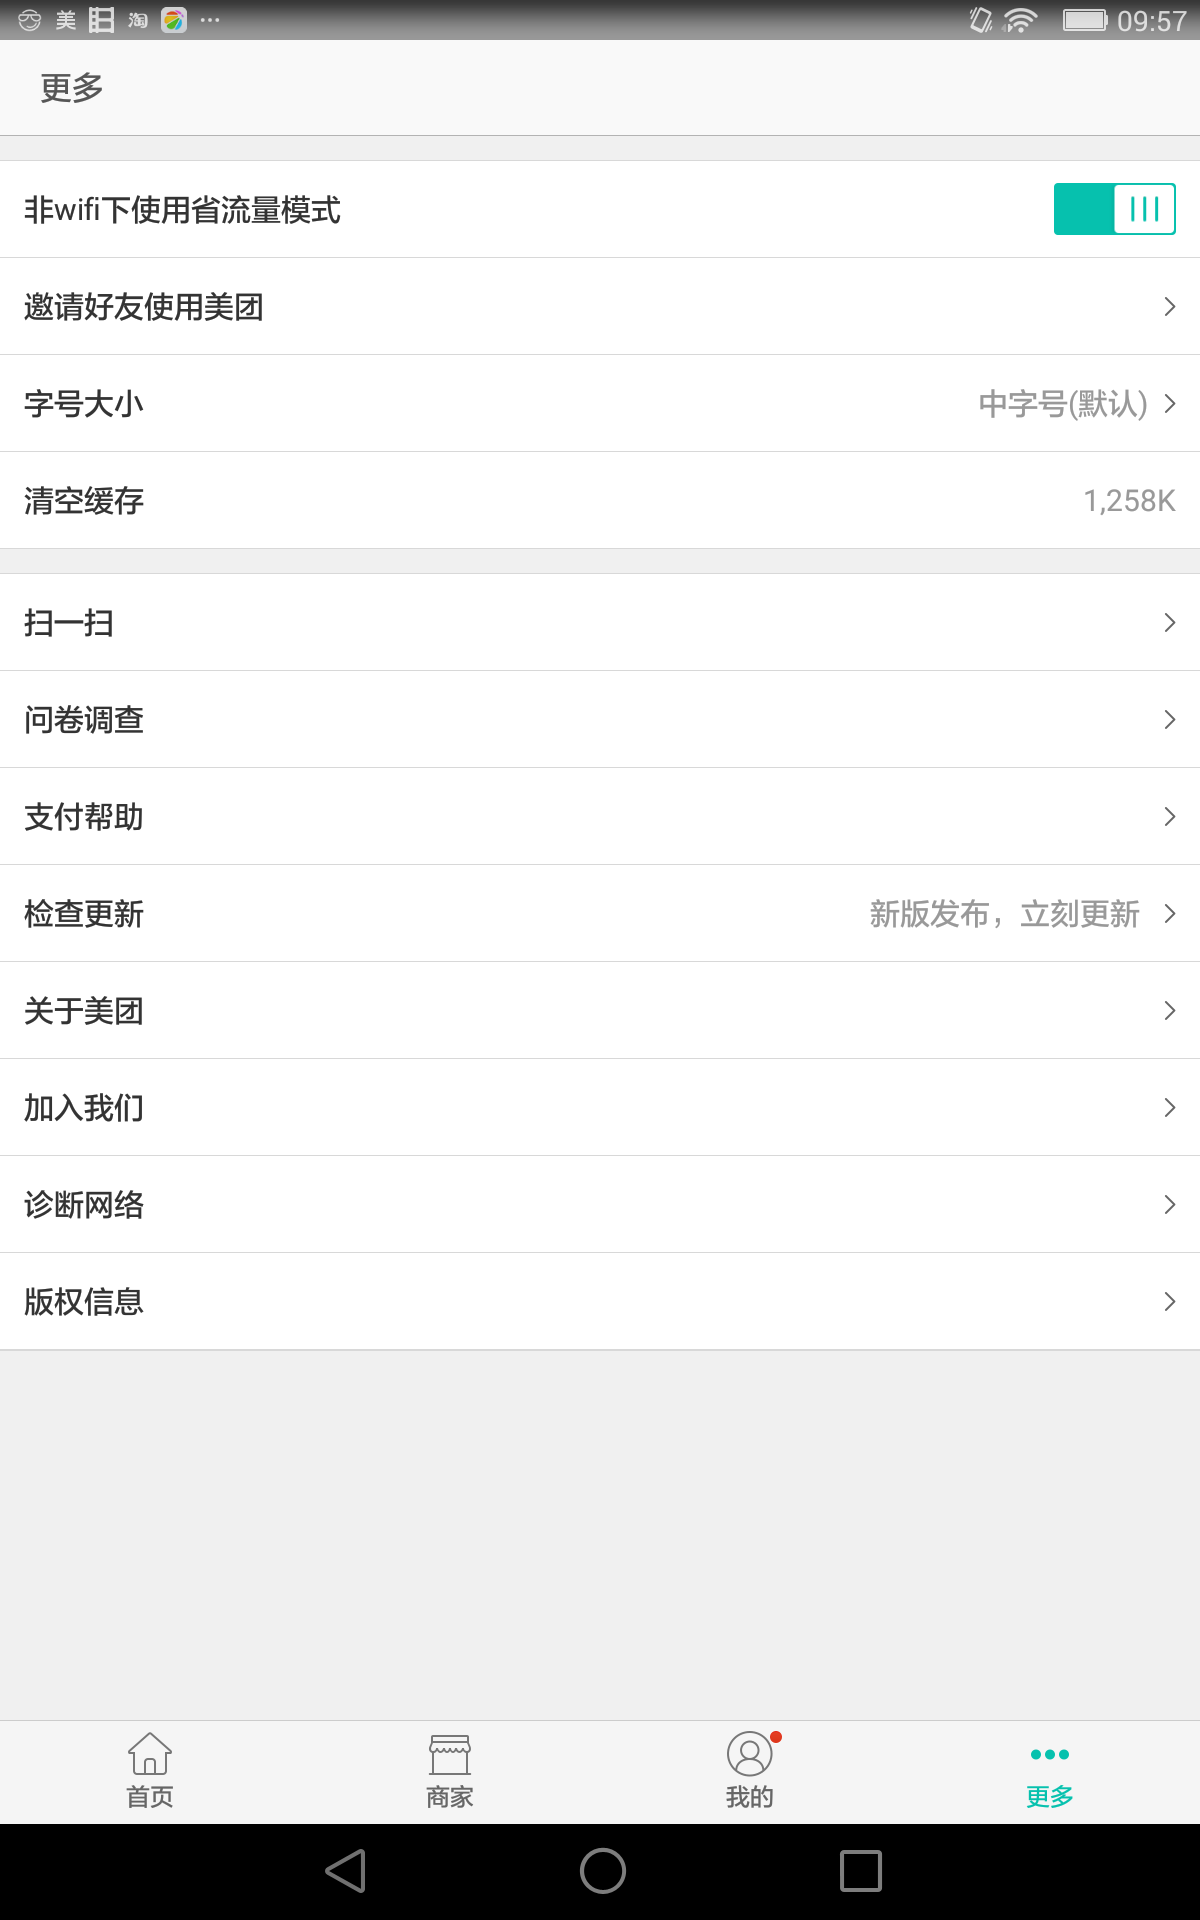 美 淘 09:57
更多
非wifi下使用省流量模式
邀请好友使用美团
字号大小 中字号(默认)
清空缓存 1,258K
扫一扫
问卷调查
支付帮助
检查更新 新版发布，立刻更新
关于美团
加入我们
诊断网络
版权信息
首页 商家 我的 更多